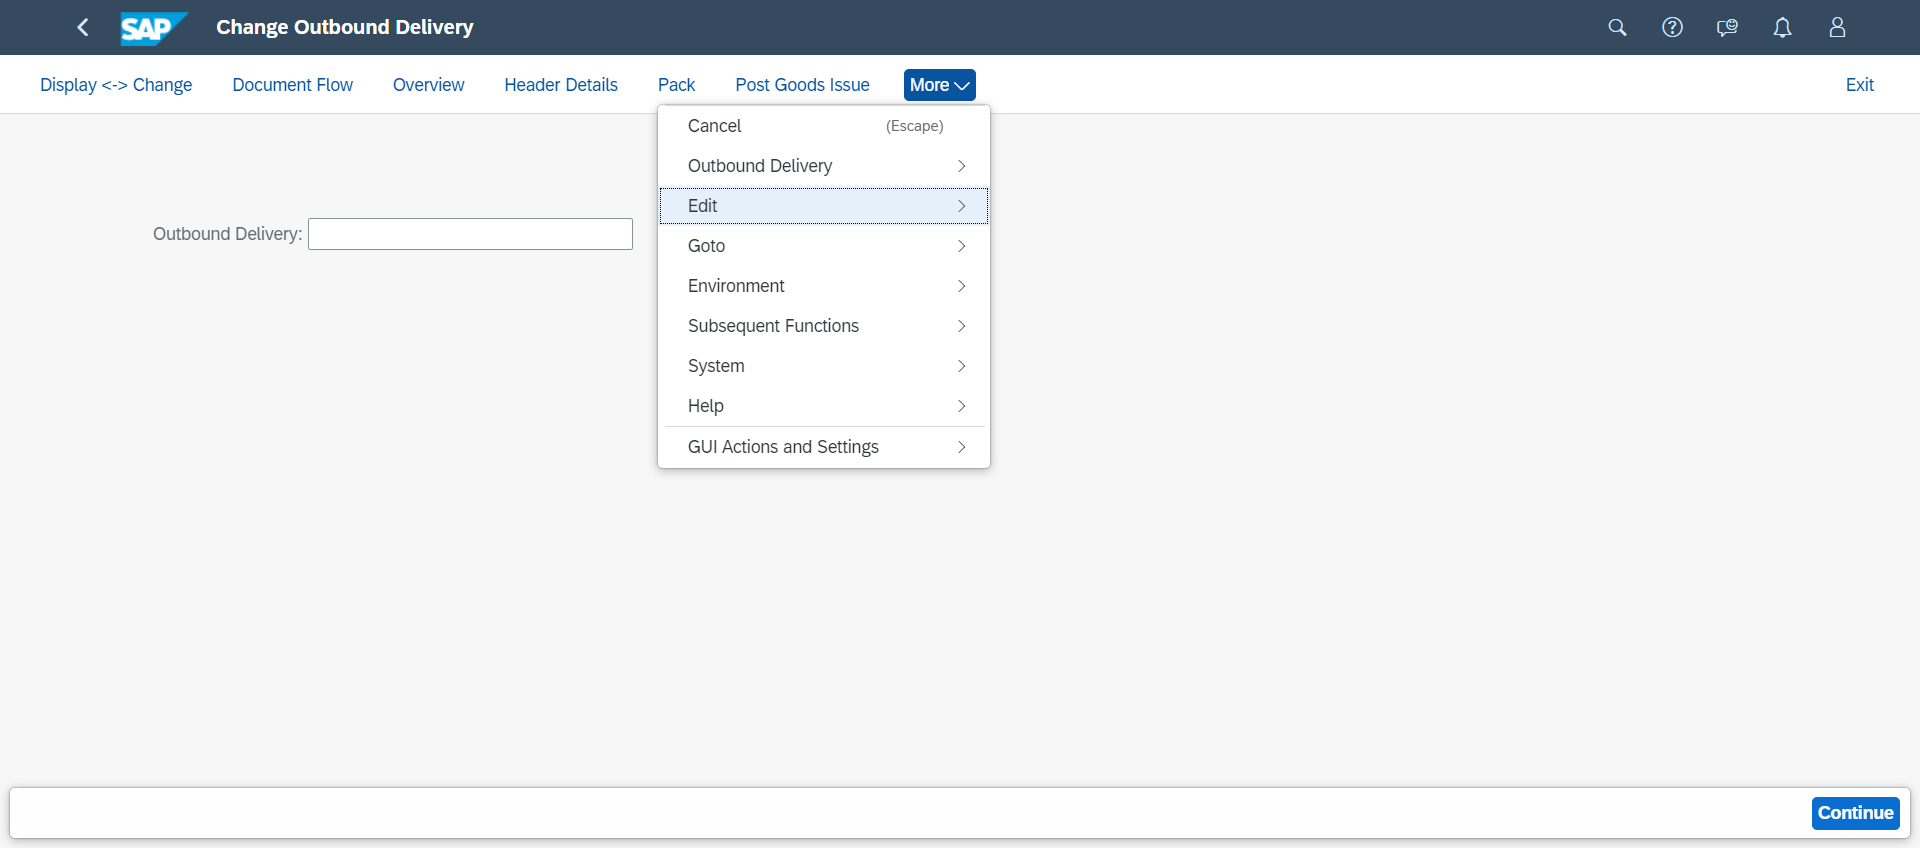 SAP Change Outbound Delivery
Display <-> Change Document Flow Overview Header Details Pack Post Goods Issue More Exit
Cancel (Escape)
Outbound Delivery
Edit
Outbound Delivery:
Goto
Environment
Subsequent Functions
System
Help
GUI Actions and Settings
Continue